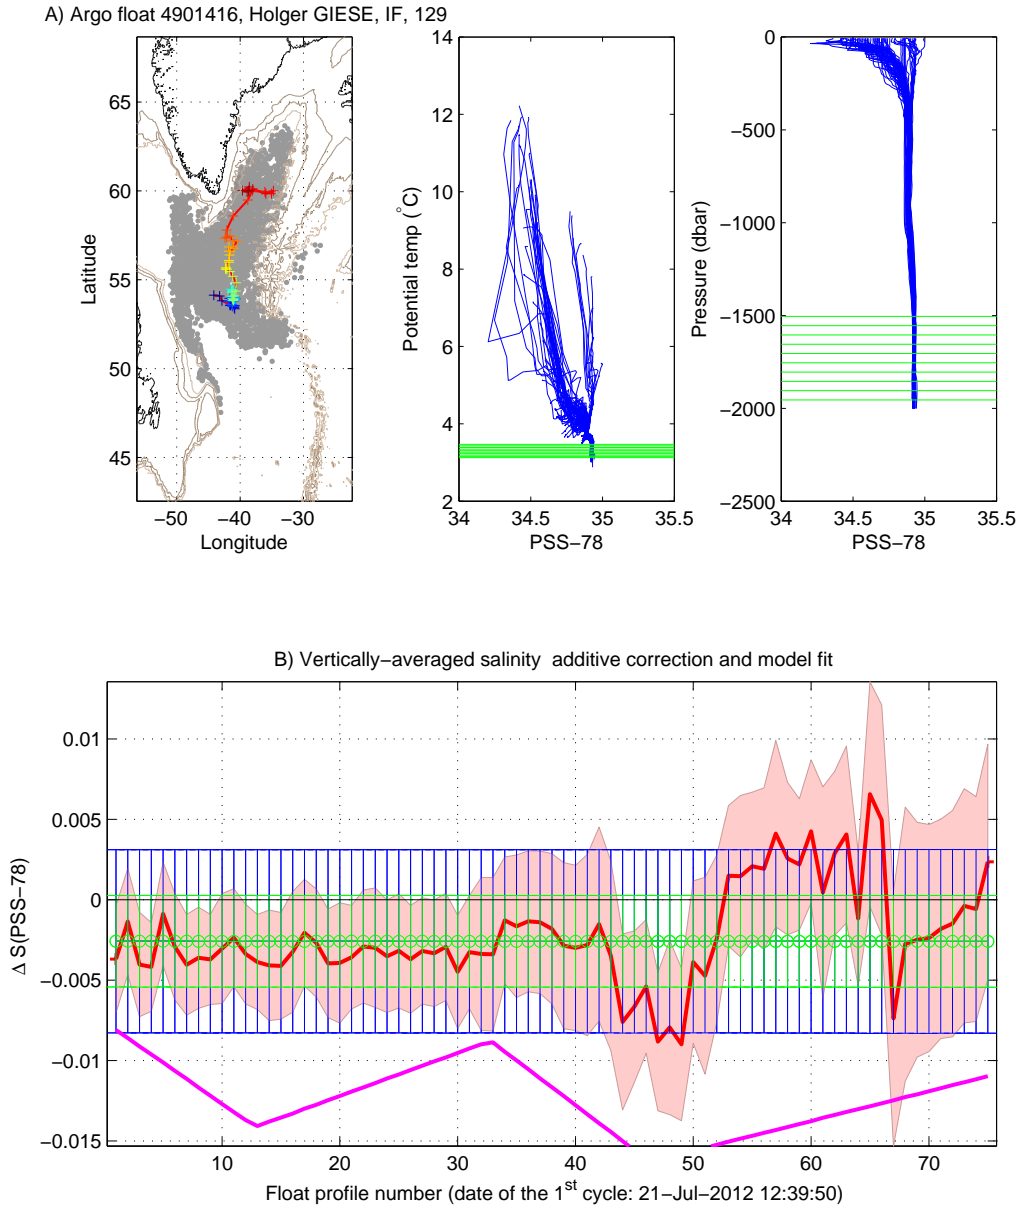 A) Argo float 4901416, Holger GIESE, IF, 129
65
60
55
50
45
−50 −40 −30
Longitude
Latitude
14
12
10
8
6
4
2
34 34.5 35 35.5
PSS−78
Potential temp (°C)
0
−500
−1000
−1500
−2000
−2500
34 34.5 35 35.5
PSS−78
Pressure (dbar)
B) Vertically−averaged salinity additive correction and model fit
0.01
0.005
0
−0.005
−0.01
−0.015
10 20 30 40 50 60 70
Δ S(PSS−78)
Float profile number (date of the 1st cycle: 21−Jul−2012 12:39:50)